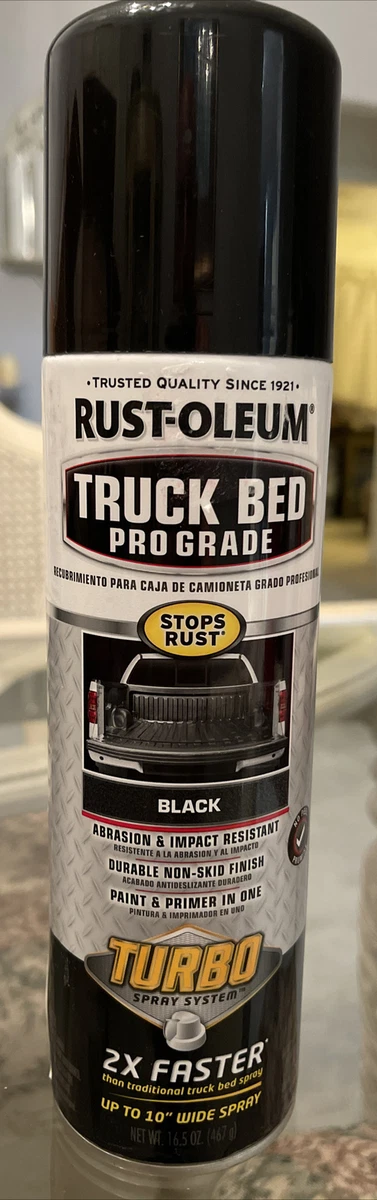 •TRUSTED QUALITY SINCE 1921•
RUST-OLEUM®
TRUCK BED
PRO GRADE
RECUBRIMIENTO PARA CAJA DE CAMIONETA GRADO PROFESIONAL
STOPS
RUST®
BLACK
ABRASION & IMPACT RESISTANT
RESISTENTE A LA ABRASION Y AL IMPACTO
DURABLE NON-SKID FINISH
ACABADO ANTIDESLIZANTE DURADERO
PAINT & PRIMER IN ONE
PINTURA & IMPRIMADOR EN UNO
TURBO
SPRAY SYSTEM™
2X FASTER*
than traditional truck bed spray
UP TO 10" WIDE SPRAY
NET WT. 16.5 OZ. (467 g)